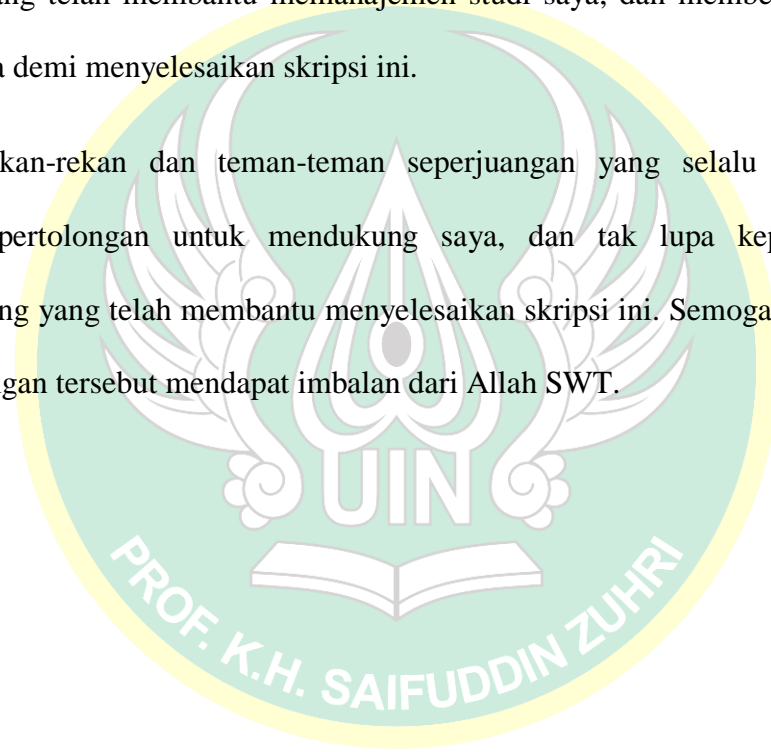 ang telah membantu memanajemen studi saya, dan membe
demi menyelesaikan skripsi ini.
kan-rekan dan teman-teman seperjuangan yang selalu
pertolongan untuk mendukung saya, dan tak lupa kep
ng yang telah membantu menyelesaikan skripsi ini. Semoga
ngan tersebut mendapat imbalan dari Allah SWT.
UIN
PROF. K.H. SAIFUDDIN ZUHRI